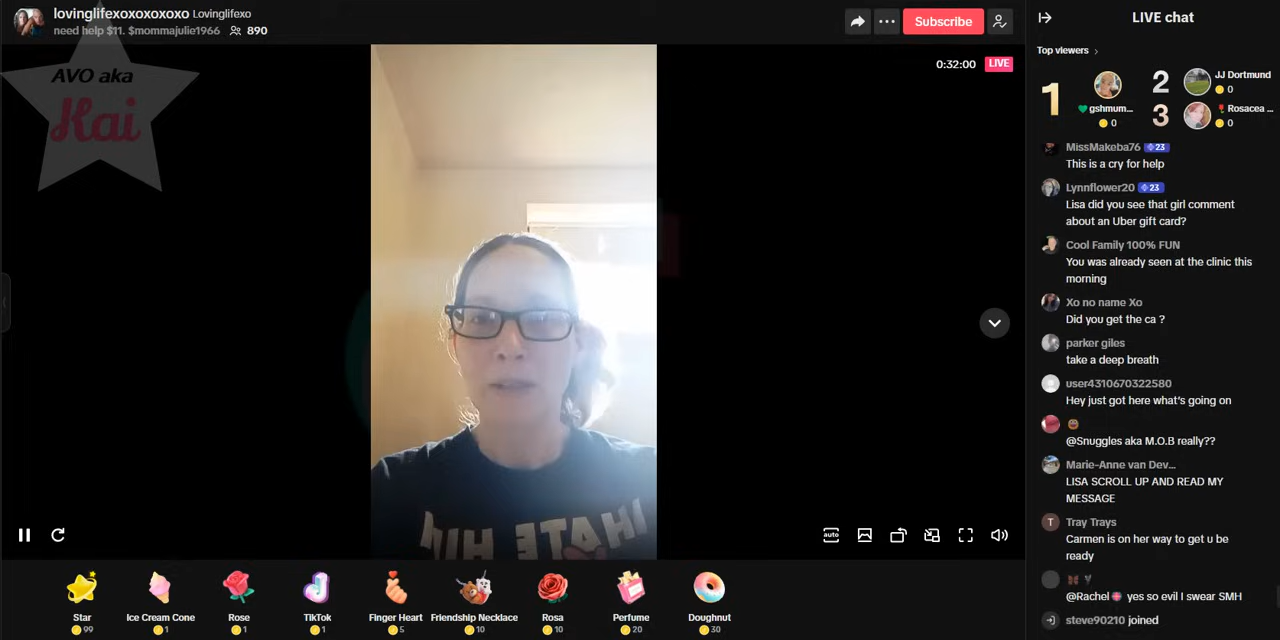 lovinglifexoxoxoxoxo Lovinglifexo
need help $11. $mommajulie1966 890
Subscribe
AVO aka
Kai
0:32:00 LIVE
LIVE chat
Top viewers
1
gshmum...
0
2
JJ Dortmund
0
3
Rosacea ...
0
MissMakeba76 23
This is a cry for help
Lynnflower20 23
Lisa did you see that girl comment
about an Uber gift card?
Cool Family 100% FUN
You was already seen at the clinic this
morning
Xo no name Xo
Did you get the ca ?
parker giles
take a deep breath
user4310670322580
Hey just got here what's going on
@Snuggles aka M.O.B really??
Marie-Anne van Dev...
LISA SCROLL UP AND READ MY
MESSAGE
T Tray Trays
Carmen is on her way to get u be
ready
@Rachel yes so evil I swear SMH
steve90210 joined
I HATE HIM
auto
Star
99
Ice Cream Cone
1
Rose
1
TikTok
1
Finger Heart
5
Friendship Necklace
10
Rosa
10
Perfume
20
Doughnut
30